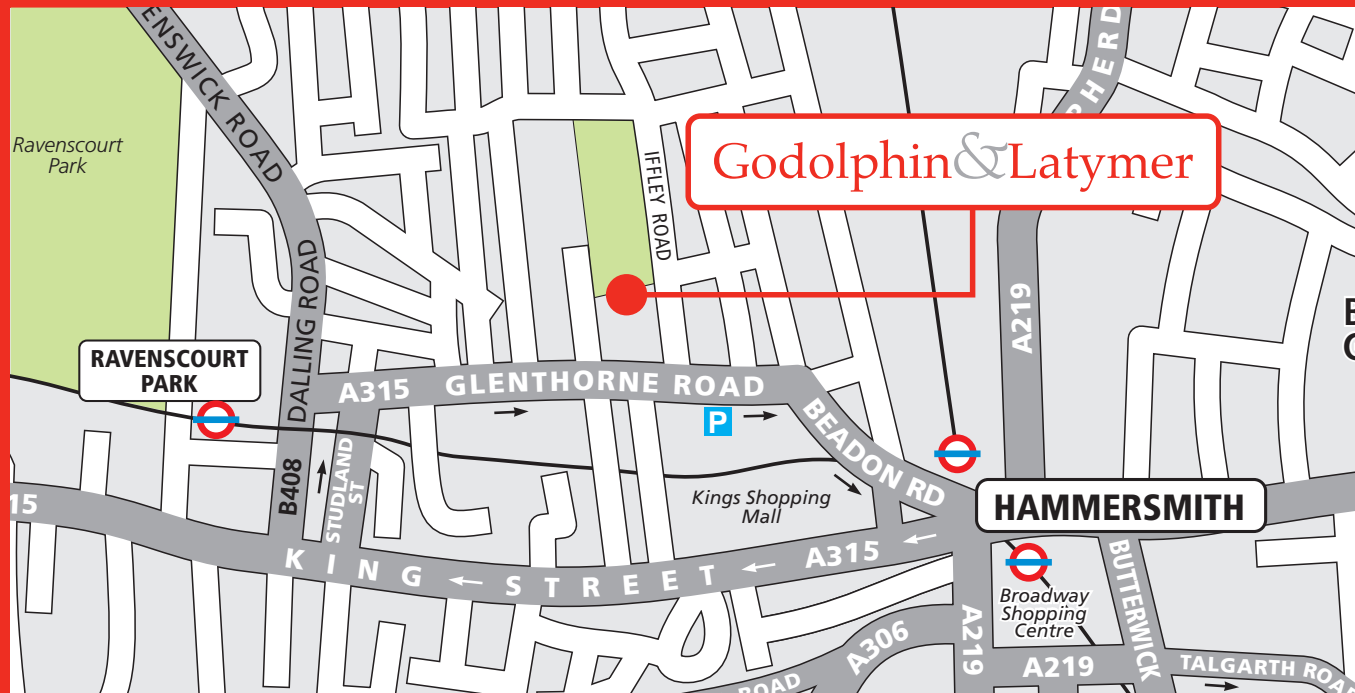 ENSWICK ROAD
PHERD
Ravenscourt
Park
Godolphin&Latymer
IFFLEY ROAD
DALLING ROAD
A219
RAVENSCOURT
PARK
A315 GLENTHORNE ROAD
P
BEADON RD
B408
STUDLAND
ST
Kings Shopping
Mall
HAMMERSMITH
15
KING STREET
A315
BUTTERWICK
Broadway
Shopping
Centre
A306
A219
A219
TALGARTH ROA
ROAD